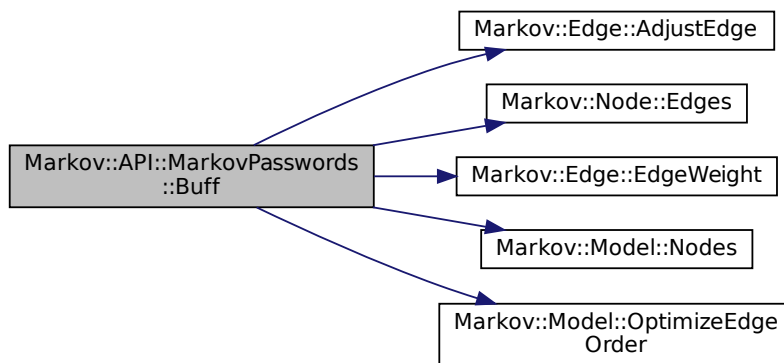 Markov::API::MarkovPasswords
::Buff
Markov::Edge::AdjustEdge
Markov::Node::Edges
Markov::Edge::EdgeWeight
Markov::Model::Nodes
Markov::Model::OptimizeEdge
Order